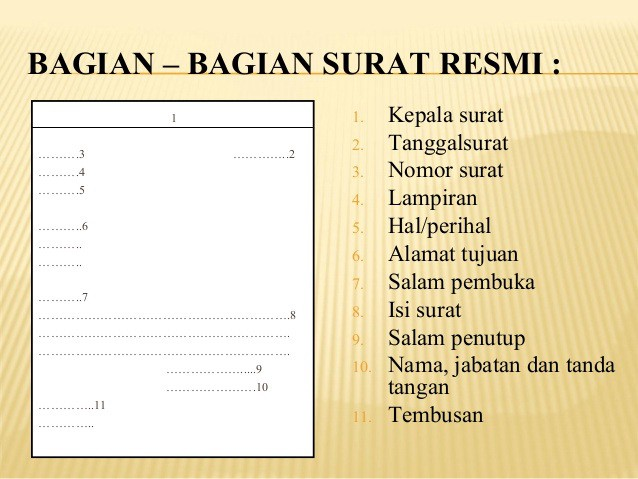 BAGIAN – BAGIAN SURAT RESMI :
1
……….3 …………..2
……….4
……….5
………..6
………..
………..
………..7
……………………………………………………….8
……………………………………………………….
……………………………………………………….
………………......9
………………….10
…………..11
…………..
1. Kepala surat
2. Tanggalsurat
3. Nomor surat
4. Lampiran
5. Hal/perihal
6. Alamat tujuan
7. Salam pembuka
8. Isi surat
9. Salam penutup
10. Nama, jabatan dan tanda
tangan
11. Tembusan